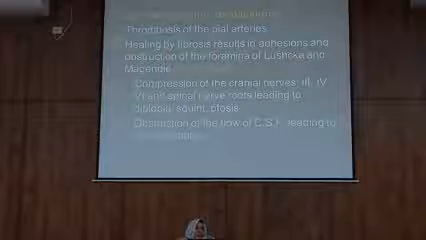 Thrombosis of the pial arteries
Healing by fibrosis results in adhesions and
obstruction of the foramina of Lushcka and
Magendie
Compression of the cranial nerves: III, IV
VI and spinal nerve roots leading to
diplopia, squint, ptosis
Obstruction of the flow of C.S.F. leading to